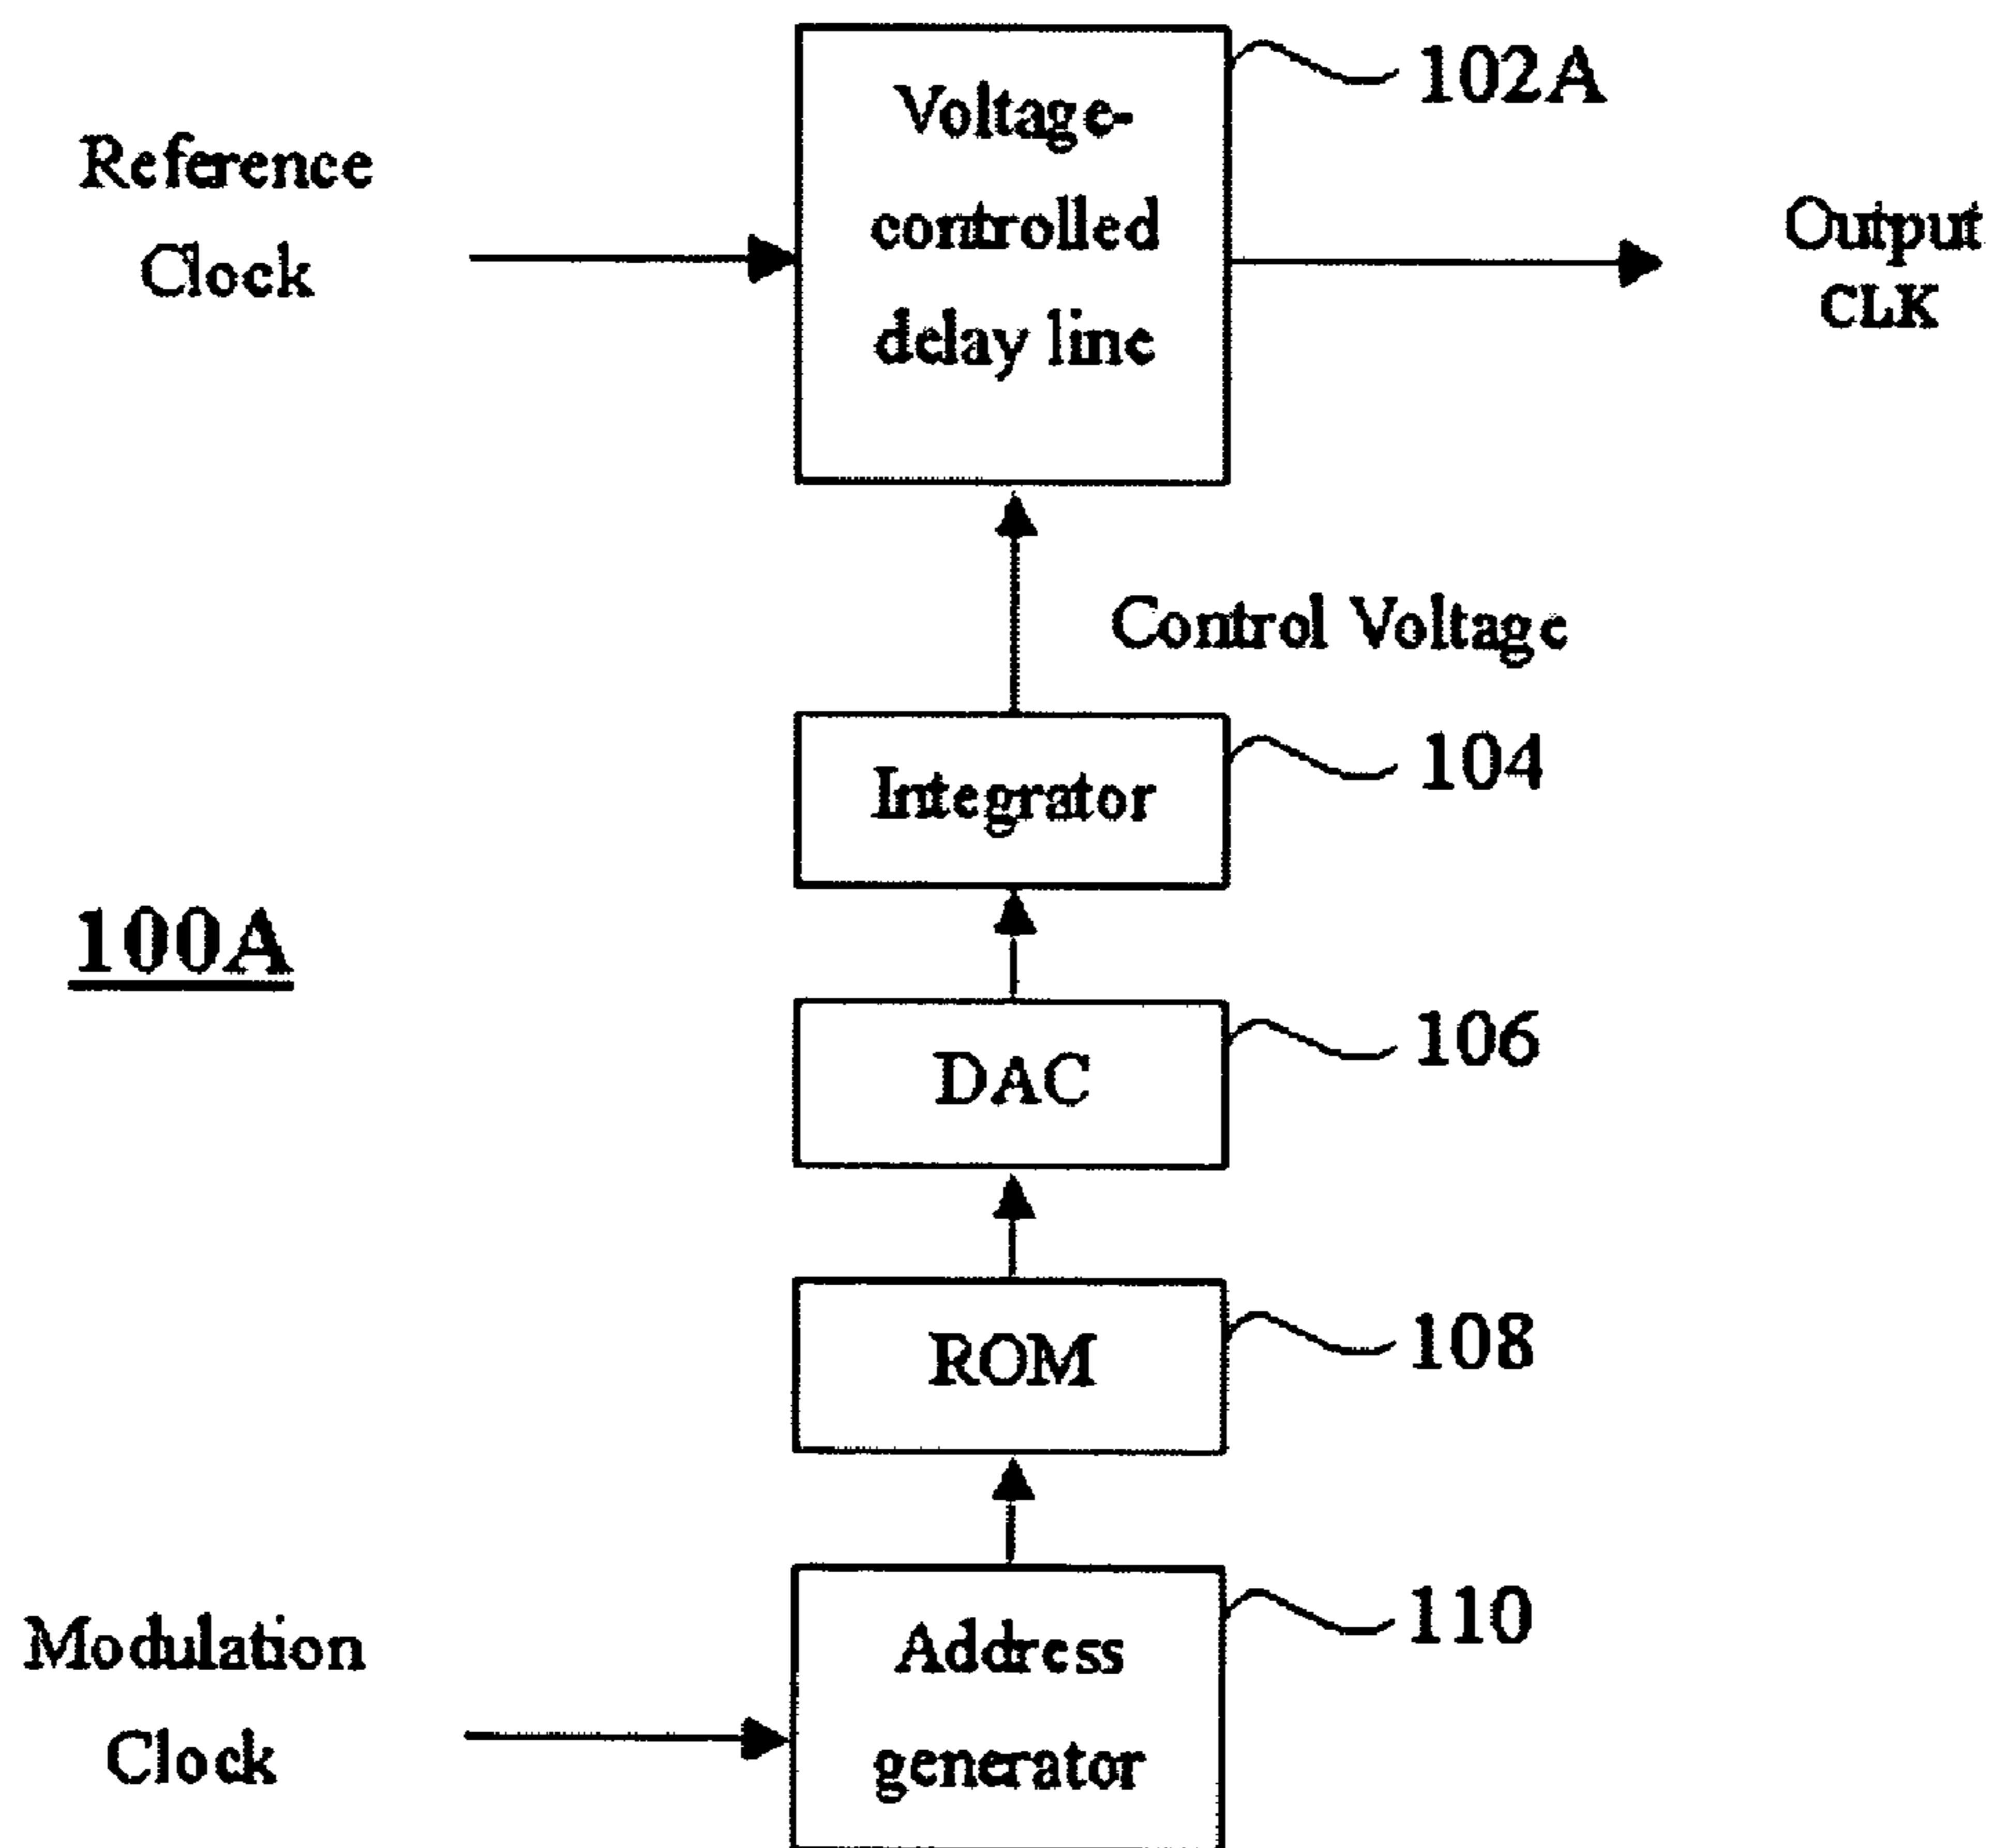 Voltage-
controlled
delay line
102A
Reference
Clock
Output
CLK
Control Voltage
Integrator
104
100A
DAC
106
ROM
108
Address
generator
110
Modulation
Clock